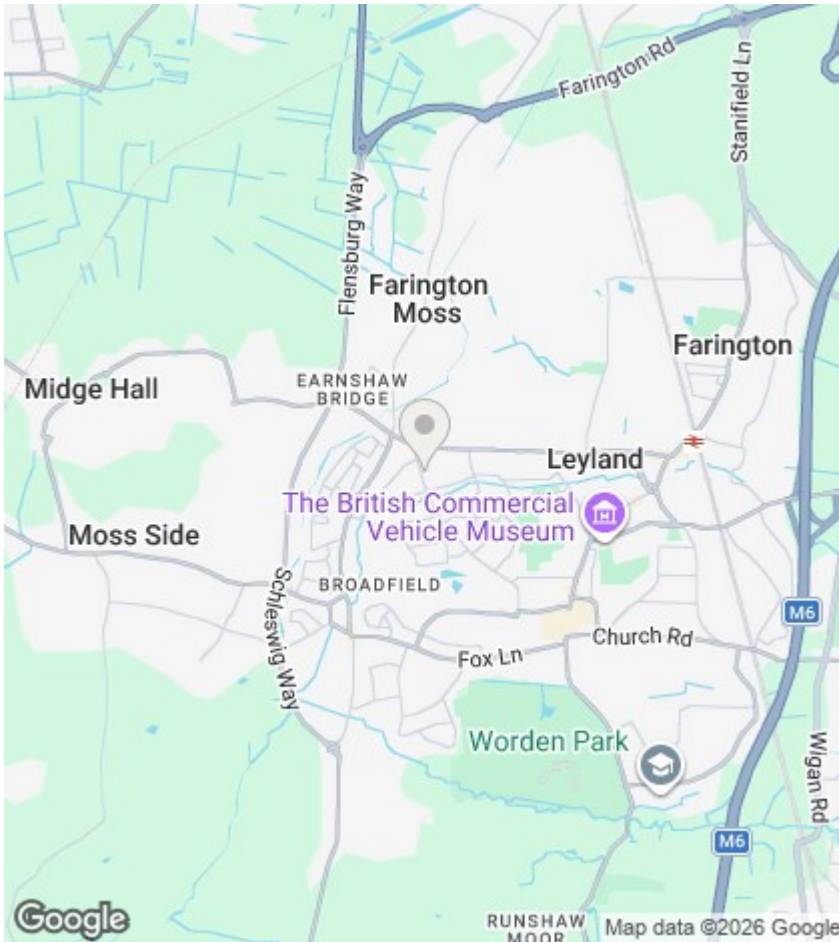 Farington Rd
Stanifield Ln
Flensburg Way
Farington
Moss
Farington
Midge Hall
EARNSHAW
BRIDGE
Leyland
The British Commercial
Vehicle Museum
Moss Side
BROADFIELD
Schleswig Way
M6
Church Rd
Fox Ln
Worden Park
Wigan Rd
M6
Google
RUNSHAW
MOOR
Map data ©2026 Google